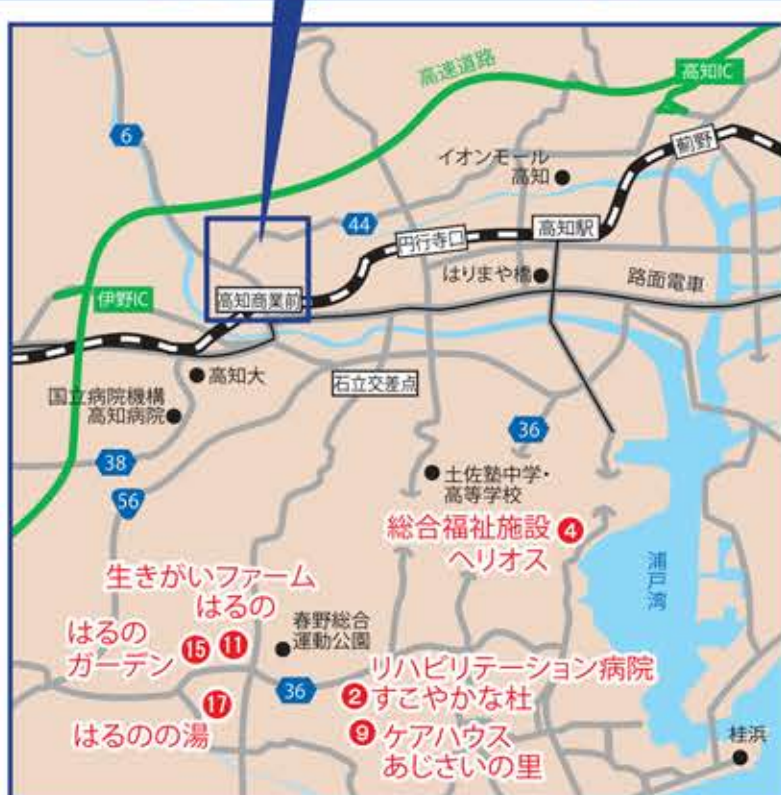 高速道路
高知IC
6
薊野
イオンモール
高知
44
円行寺口
高知駅
はりまや橋
路面電車
高知商業前
伊野IC
高知大
石立交差点
国立病院機構
高知病院
36
38
土佐塾中学・
高等学校
56
総合福祉施設 4
ヘリオス
浦戸湾
生きがいファーム
はるの
11
はるの
ガーデン
15
春野総合
運動公園
36
リハビリテーション病院
2 すこやかな杜
17
はるのの湯
9 ケアハウス
あじさいの里
桂浜